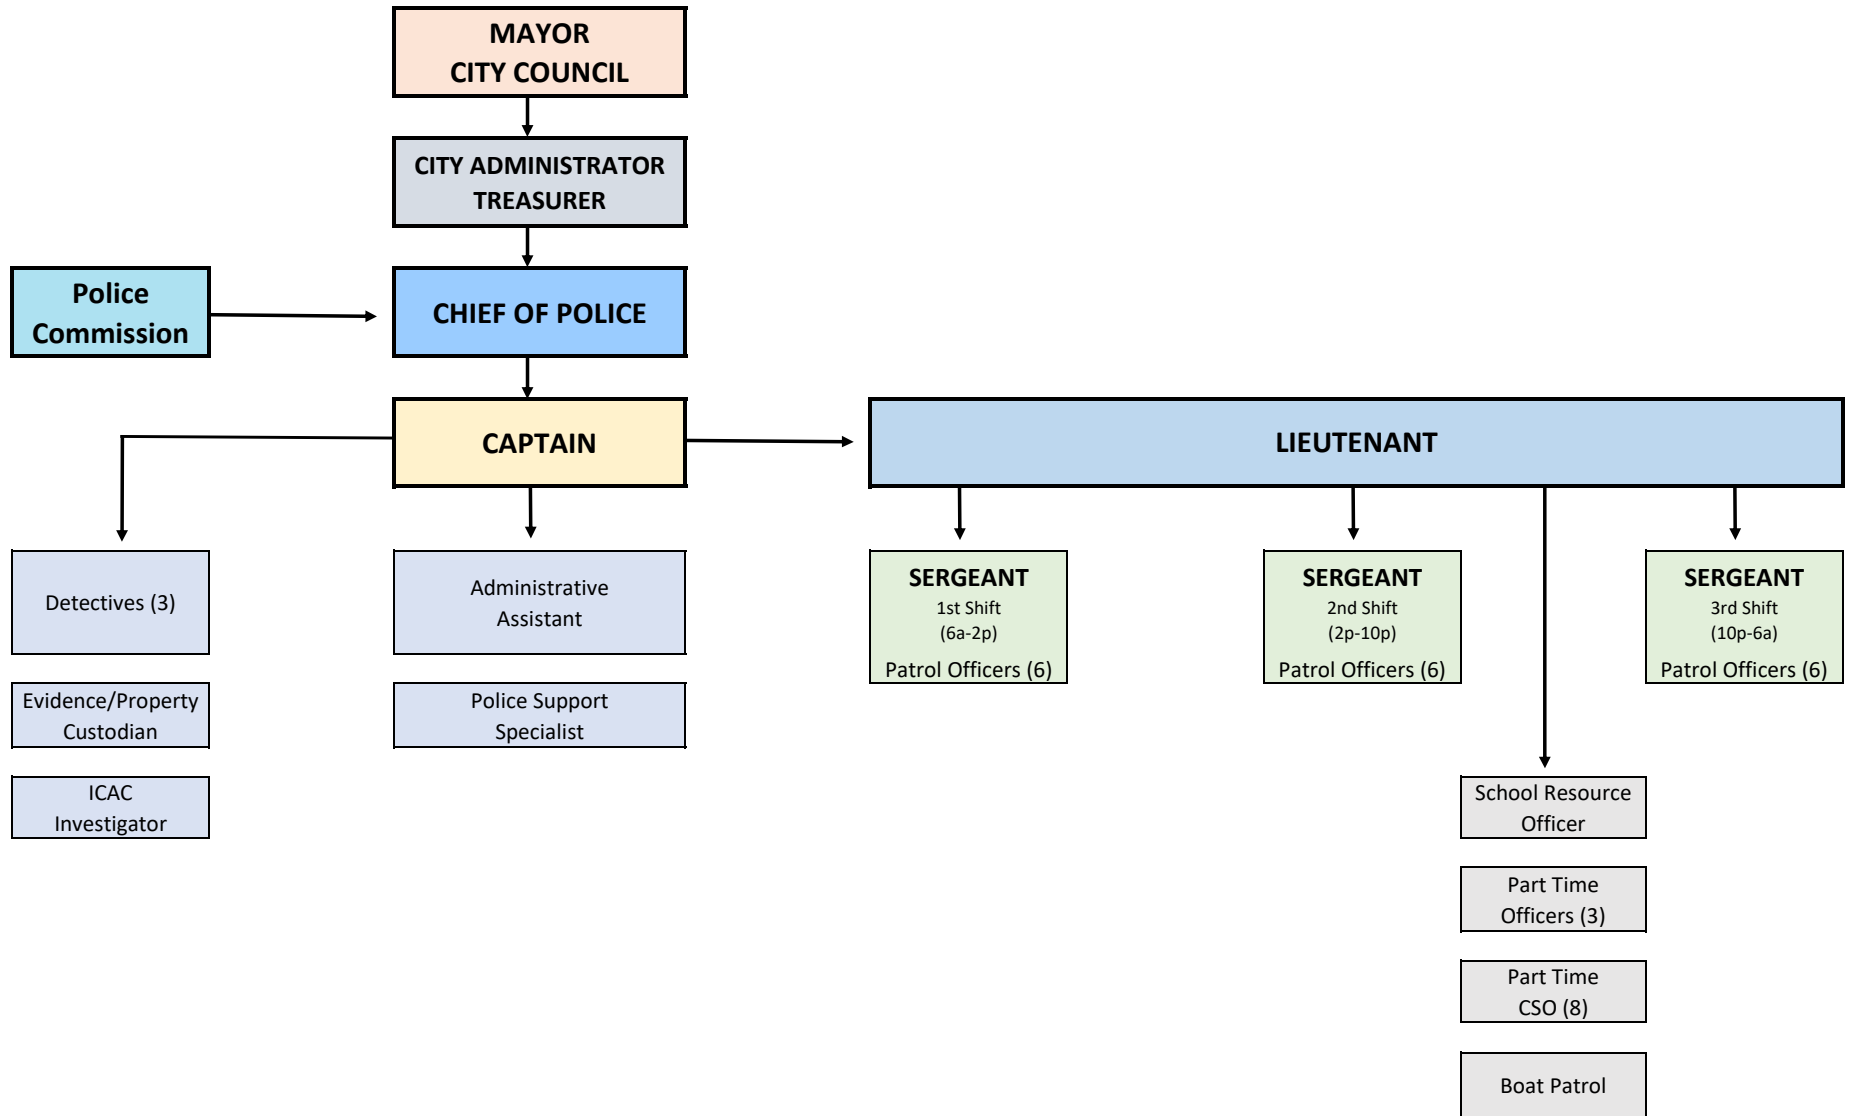 MAYOR
CITY COUNCIL
CITY ADMINISTRATOR
TREASURER
Police
Commission
CHIEF OF POLICE
CAPTAIN
LIEUTENANT
Detectives (3)
Administrative
Assistant
SERGEANT
1st Shift
(6a-2p)
Patrol Officers (6)
SERGEANT
2nd Shift
(2p-10p)
Patrol Officers (6)
SERGEANT
3rd Shift
(10p-6a)
Patrol Officers (6)
Evidence/Property
Custodian
Police Support
Specialist
ICAC
Investigator
School Resource
Officer
Part Time
Officers (3)
Part Time
CSO (8)
Boat Patrol